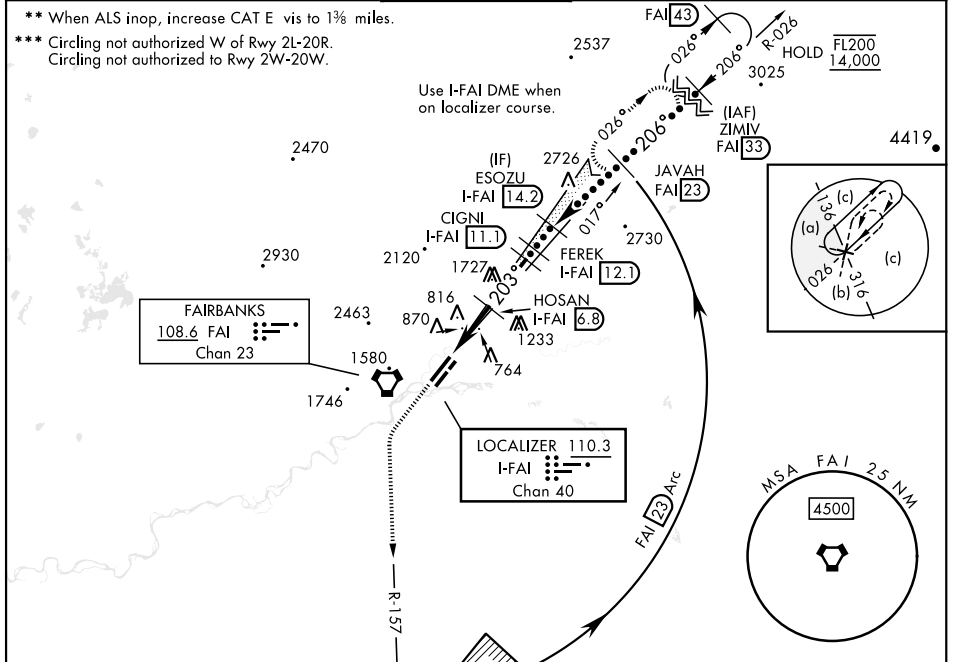 ** When ALS inop, increase CAT E vis to 1⅜ miles.
*** Circling not authorized W of Rwy 2L-20R.
Circling not authorized to Rwy 2W-20W.
FAI 43
026°
206°
R-026
HOLD
FL200
14,000
2537
3025
Use I-FAI DME when
on localizer course.
026°
206°
(IAF)
ZIMIV
FAI 33
4419
2470
(IF)
ESOZU
I-FAI 14.2
2726
JAVAH
FAI 23
017°
2730
CIGNI
I-FAI 11.1
2120
2930
1727
203°
FEREK
I-FAI 12.1
136
(c)
(a)
(c)
026
316
(b)
FAIRBANKS
108.6 FAI
Chan 23
2463
816
870
HOSAN
I-FAI 6.8
1233
764
1580
1746
LOCALIZER 110.3
I-FAI
Chan 40
FAI 23 Arc
MSA FAI 25 NM
4500
R-157